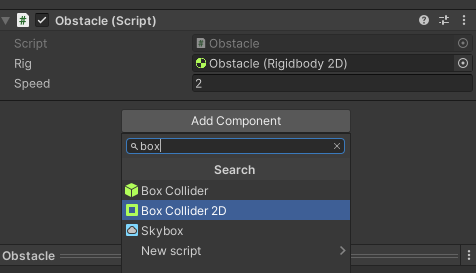 Obstacle (Script)
Script Obstacle
Rig Obstacle (Rigidbody 2D)
Speed 2
Add Component
box
Search
Box Collider
Box Collider 2D
Skybox
New script
Obstacle